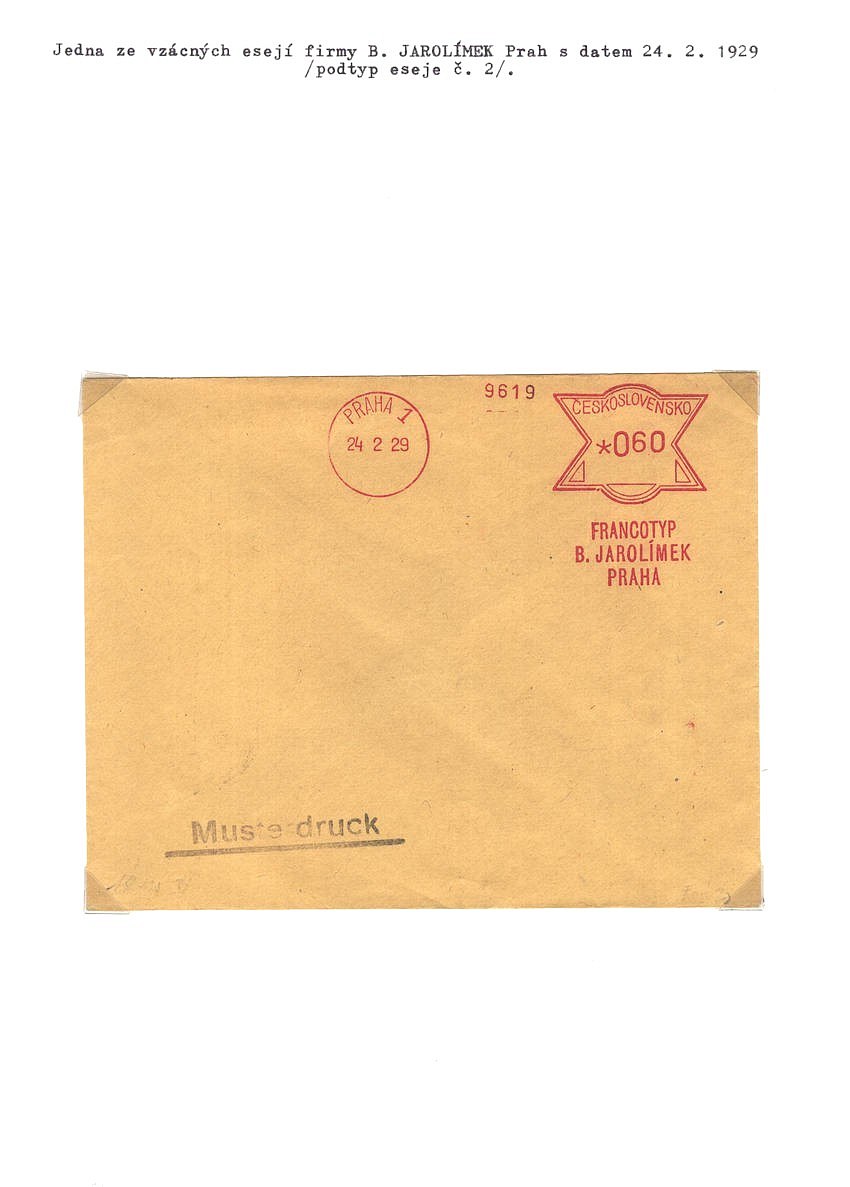 Jedna ze vzácných esejí firmy B. JAROLÍMEK Prah s datem 24. 2. 1929
/podtyp eseje č. 2/.
PRAHA 1
24 2 29
9619
ČESKOSLOVENSKO
*060
FRANCOTYP
B. JAROLÍMEK
PRAHA
Musterdruck